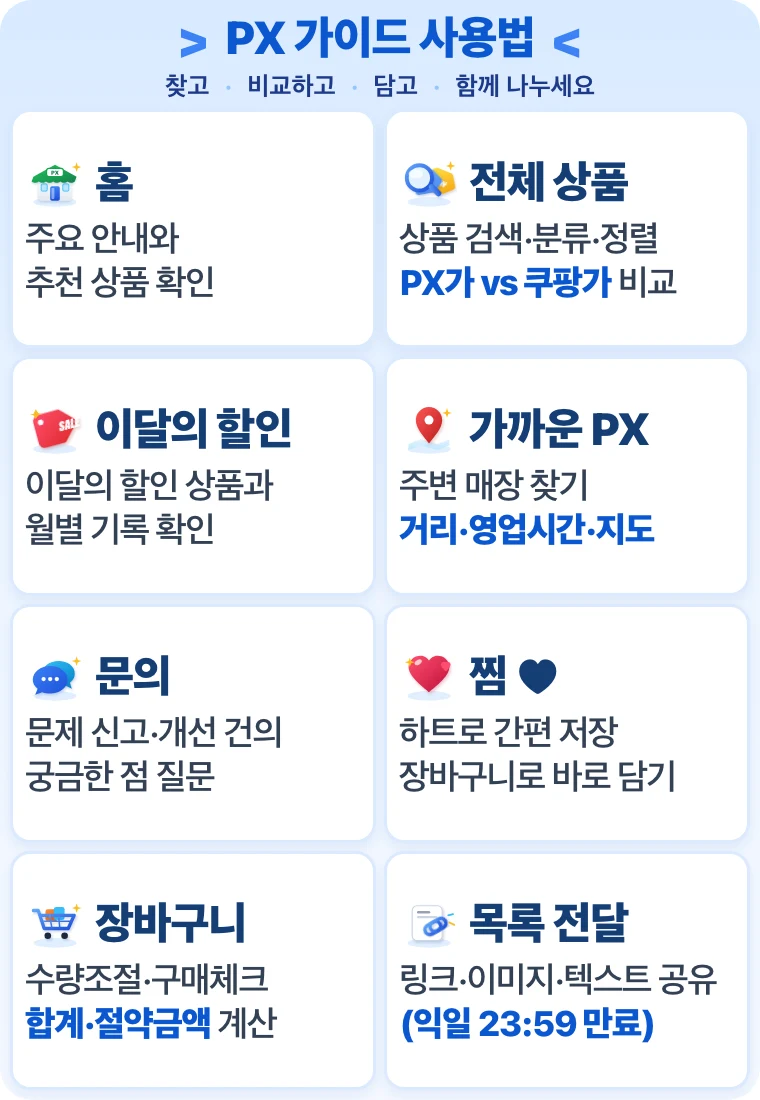 > PX 가이드 사용법 <
찾고 · 비교하고 · 담고 · 함께 나누세요
PX
홈
주요 안내와
추천 상품 확인
전체 상품
상품 검색·분류·정렬
PX가 vs 쿠팡가 비교
SALE
이달의 할인
이달의 할인 상품과
월별 기록 확인
가까운 PX
주변 매장 찾기
거리·영업시간·지도
문의
문제 신고·개선 건의
궁금한 점 질문
찜 ♥
하트로 간편 저장
장바구니로 바로 담기
장바구니
수량조절·구매체크
합계·절약금액 계산
목록 전달
링크·이미지·텍스트 공유
(익일 23:59 만료)